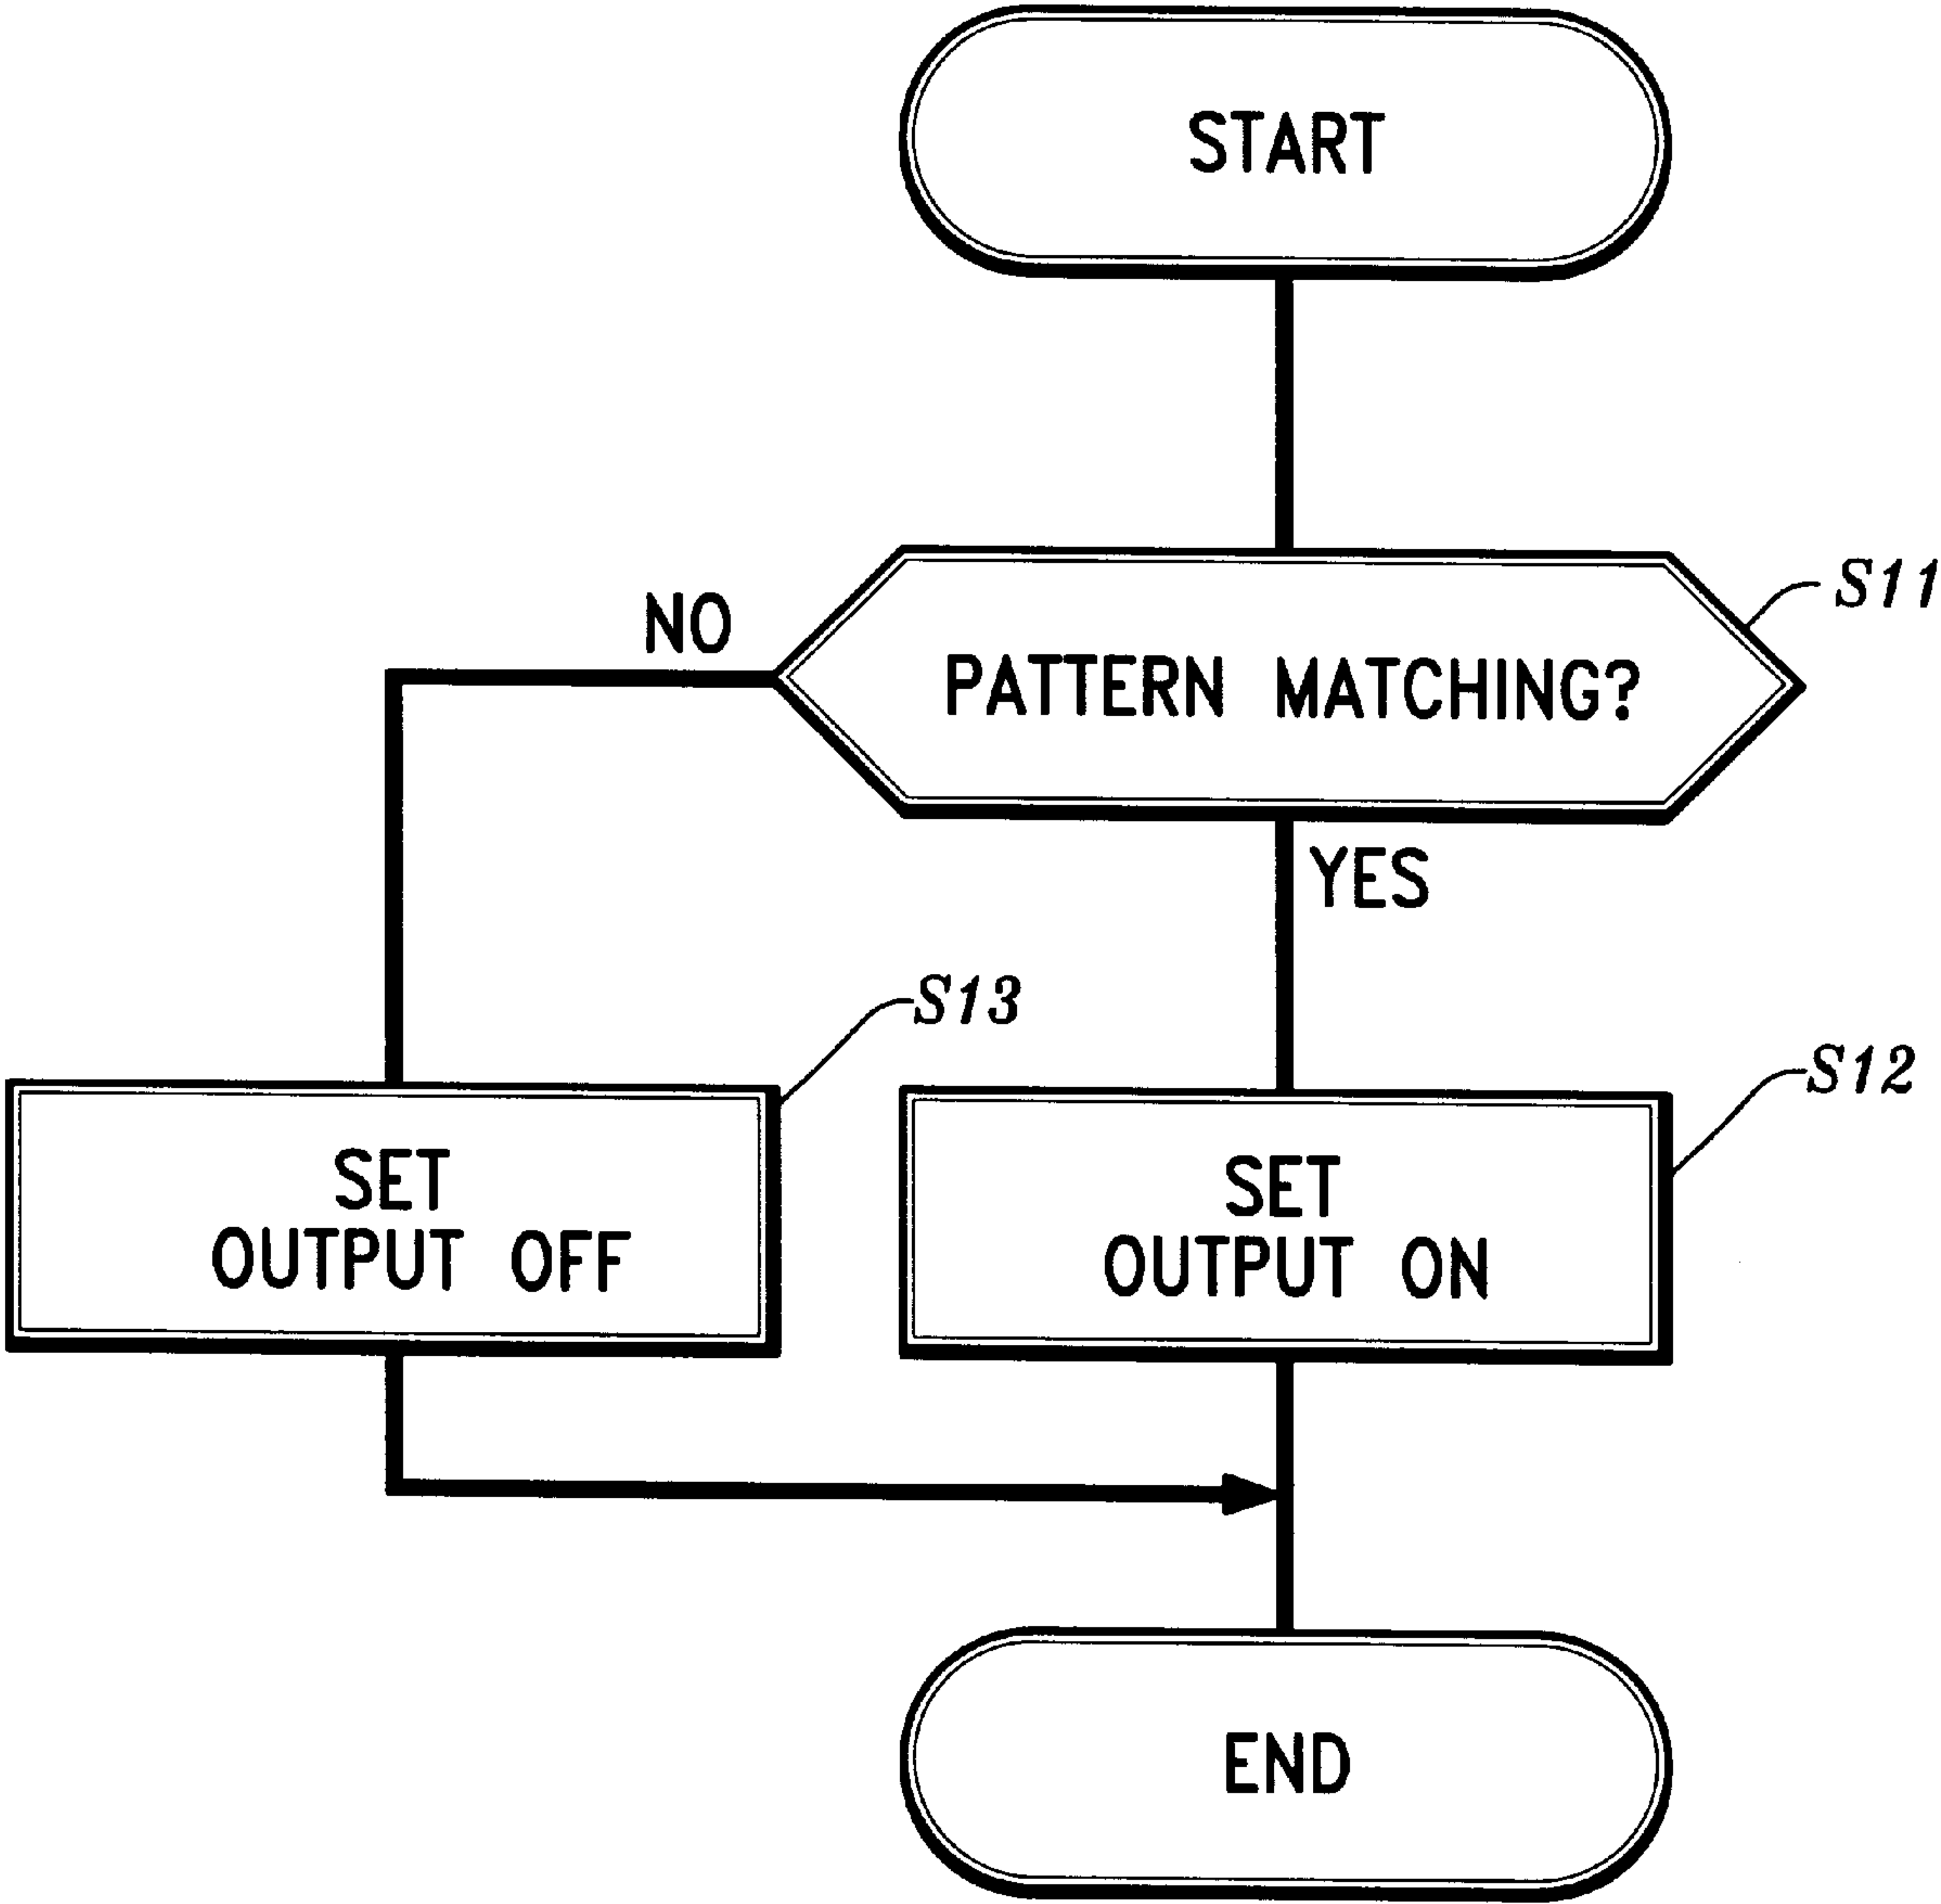 START
S11
NO
PATTERN MATCHING?
YES
S13
S12
SET
OUTPUT OFF
SET
OUTPUT ON
END